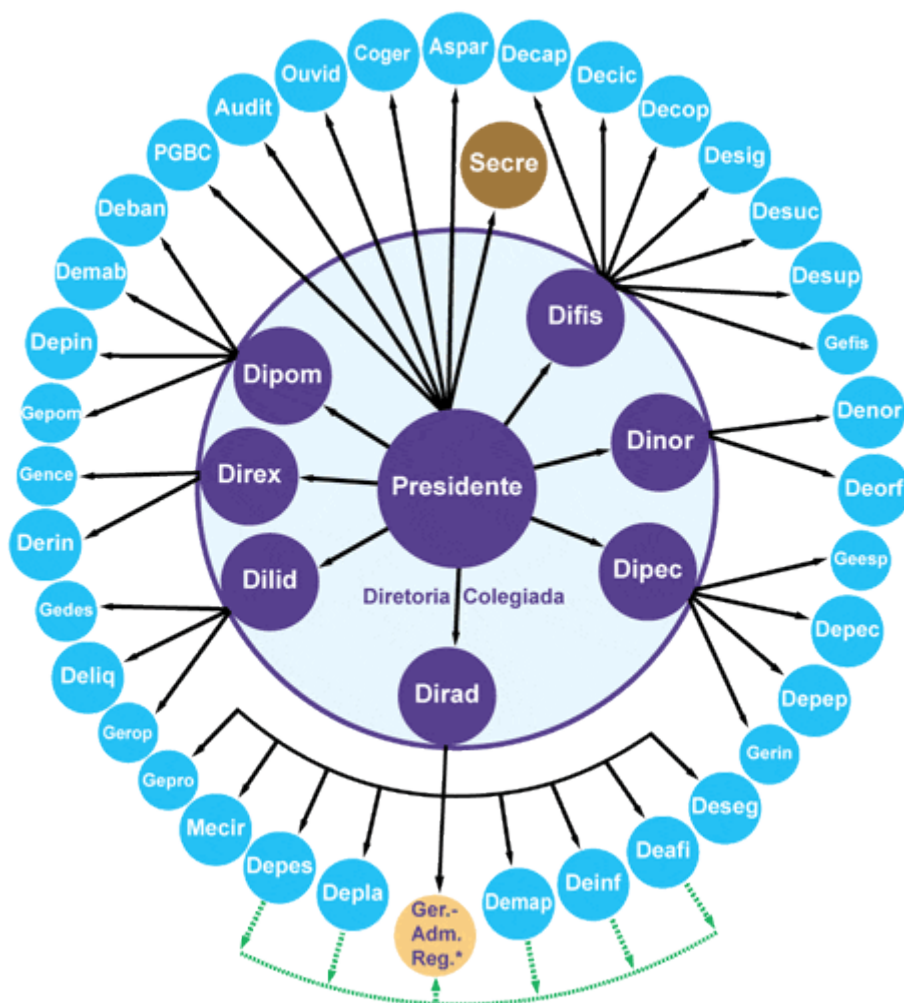 Aspar
Coger
Decap
Ouvid
Decic
Audit
Decop
PGBC
Secre
Desig
Deban
Desuc
Demab
Difis
Desup
Depin
Dipom
Gefis
Gepom
Dinor
Denor
Gence
Direx
Presidente
Deorf
Derin
Dilid
Dipec
Geesp
Diretoria Colegiada
Gedes
Depec
Deliq
Dirad
Depep
Gerop
Gerin
Gepro
Deseg
Mecir
Depes
Deafi
Depla
Deinf
Demap
Ger.-
Adm.
Reg.*